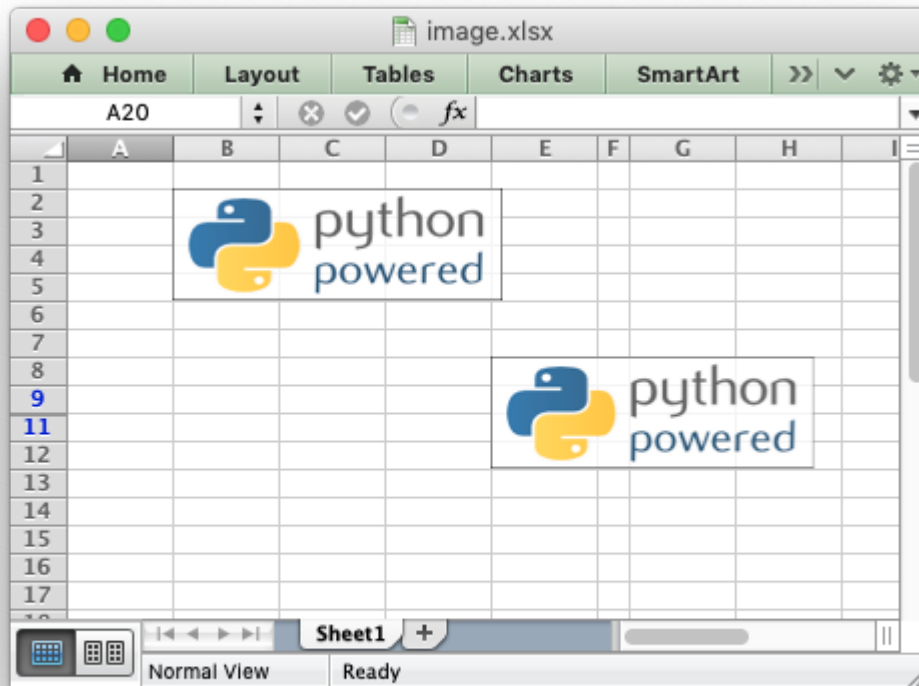 image.xlsx
Home Layout Tables Charts SmartArt
A20 fx
A B C D E F G H I
1
2
3
4
5
6
7
8
9
11
12
13
14
15
16
17
python
powered
python
powered
Sheet1 +
Normal View Ready